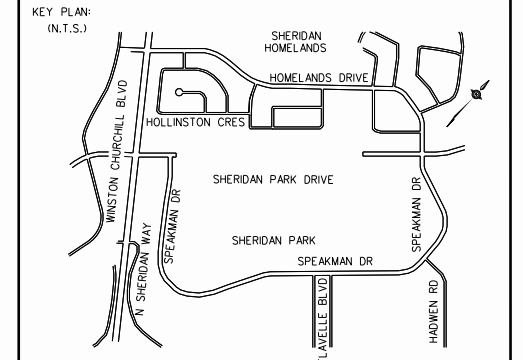 KEY PLAN:
(N.T.S.)
SHERIDAN
HOMELANDS
HOMELANDS DRIVE
WINSTON CHURCHILL BLVD
HOLLINSTON CRES
SHERIDAN PARK DRIVE
SPEAKMAN DR
SPEAKMAN DR
N SHERIDAN WAY
SHERIDAN PARK
SPEAKMAN DR
FLAVELLE BLVD
HADWEN RD